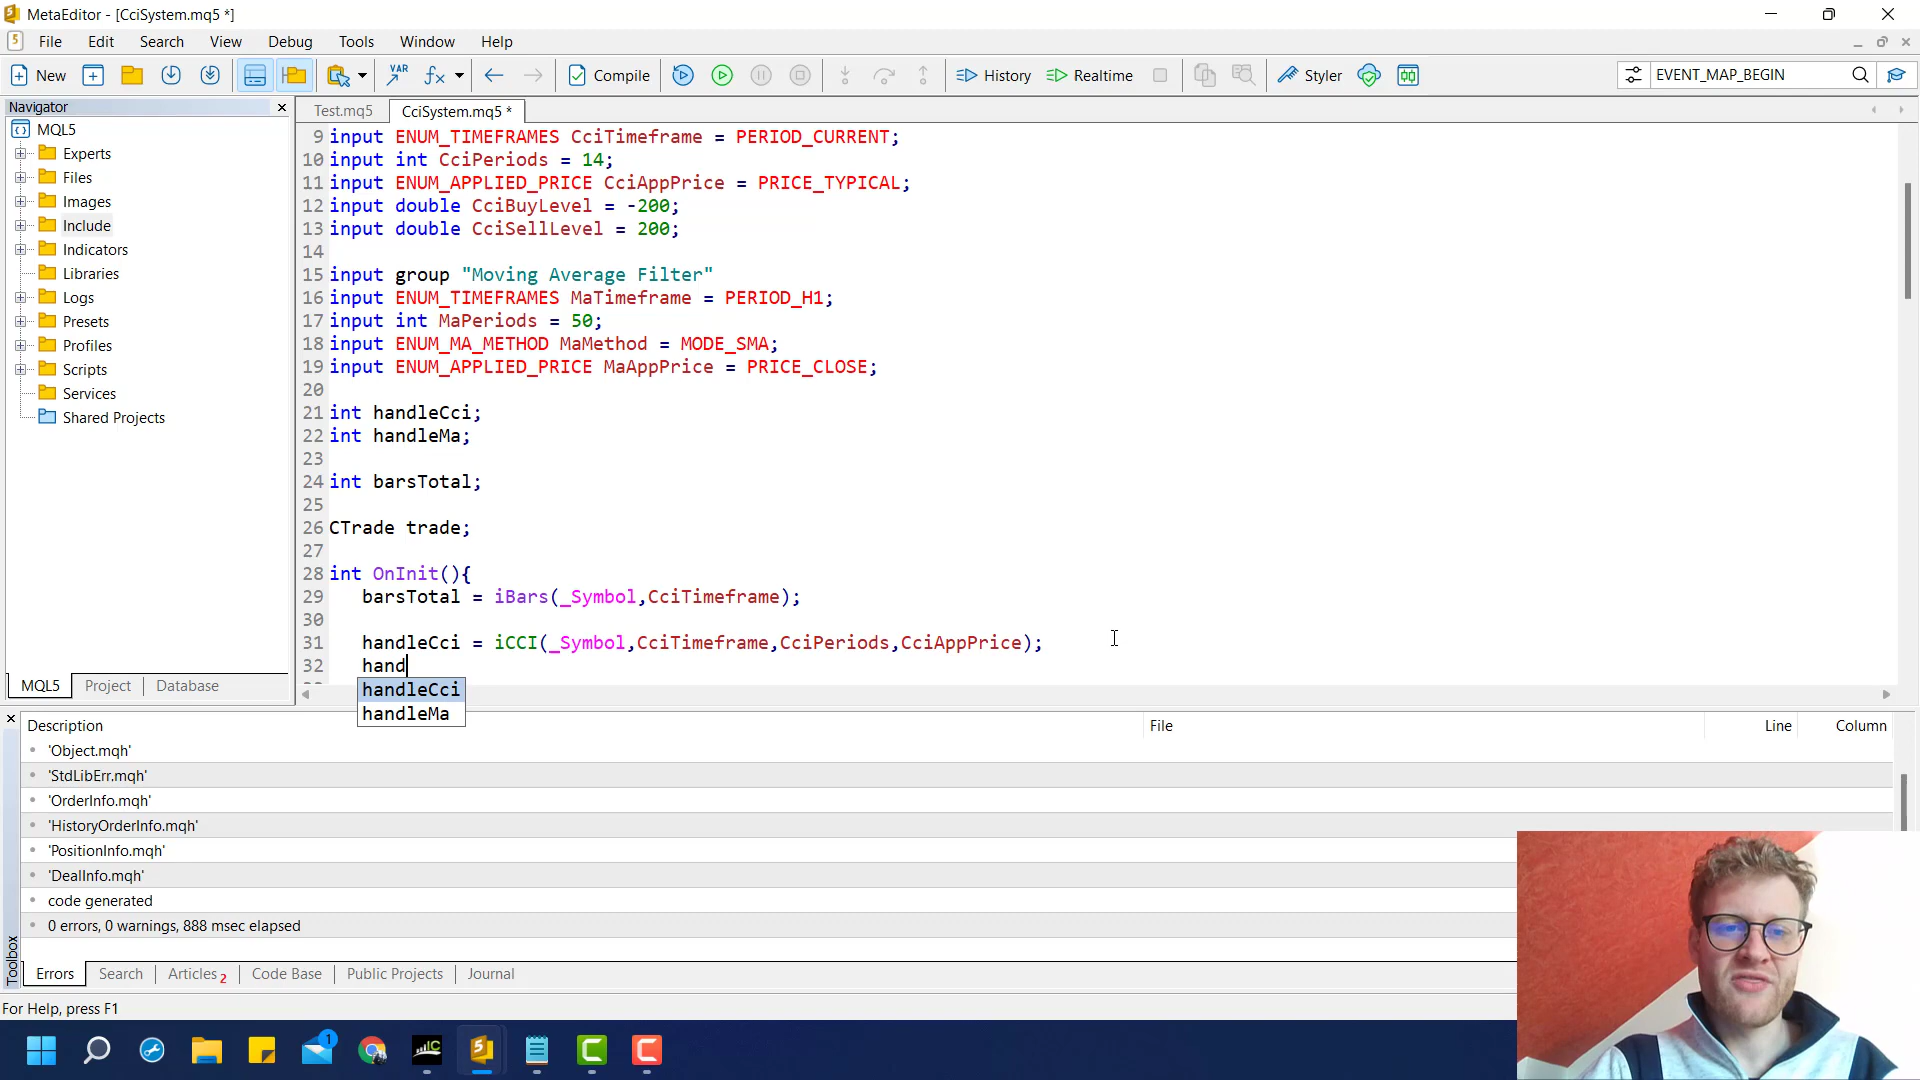 MetaEditor - [CciSystem.mq5 *]
File Edit Search View Debug Tools Window Help
New VAR Compile History Realtime Styler EVENT_MAP_BEGIN
Navigator
Test.mq5 CciSystem.mq5 *
MQL5
Experts
Files
Images
Include
Indicators
Libraries
Logs
Presets
Profiles
Scripts
Services
Shared Projects
MQL5 Project Database
9 input ENUM_TIMEFRAMES CciTimeframe = PERIOD_CURRENT;
10 input int CciPeriods = 14;
11 input ENUM_APPLIED_PRICE CciAppPrice = PRICE_TYPICAL;
12 input double CciBuyLevel = -200;
13 input double CciSellLevel = 200;
14
15 input group "Moving Average Filter"
16 input ENUM_TIMEFRAMES MaTimeframe = PERIOD_H1;
17 input int MaPeriods = 50;
18 input ENUM_MA_METHOD MaMethod = MODE_SMA;
19 input ENUM_APPLIED_PRICE MaAppPrice = PRICE_CLOSE;
20
21 int handleCci;
22 int handleMa;
23
24 int barsTotal;
25
26 CTrade trade;
27
28 int OnInit(){
29 barsTotal = iBars(_Symbol,CciTimeframe);
30
31 handleCci = iCCI(_Symbol,CciTimeframe,CciPeriods,CciAppPrice);
32 hand
handleCci
handleMa
Description File Line Column
'Object.mqh'
'StdLibErr.mqh'
'OrderInfo.mqh'
'HistoryOrderInfo.mqh'
'PositionInfo.mqh'
'DealInfo.mqh'
code generated
0 errors, 0 warnings, 888 msec elapsed
Toolbox
Errors Search Articles 2 Code Base Public Projects Journal
For Help, press F1
1
IC